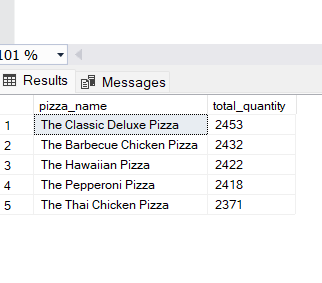 101 %
Results Messages
pizza_name total_quantity
1 The Classic Deluxe Pizza 2453
2 The Barbecue Chicken Pizza 2432
3 The Hawaiian Pizza 2422
4 The Pepperoni Pizza 2418
5 The Thai Chicken Pizza 2371